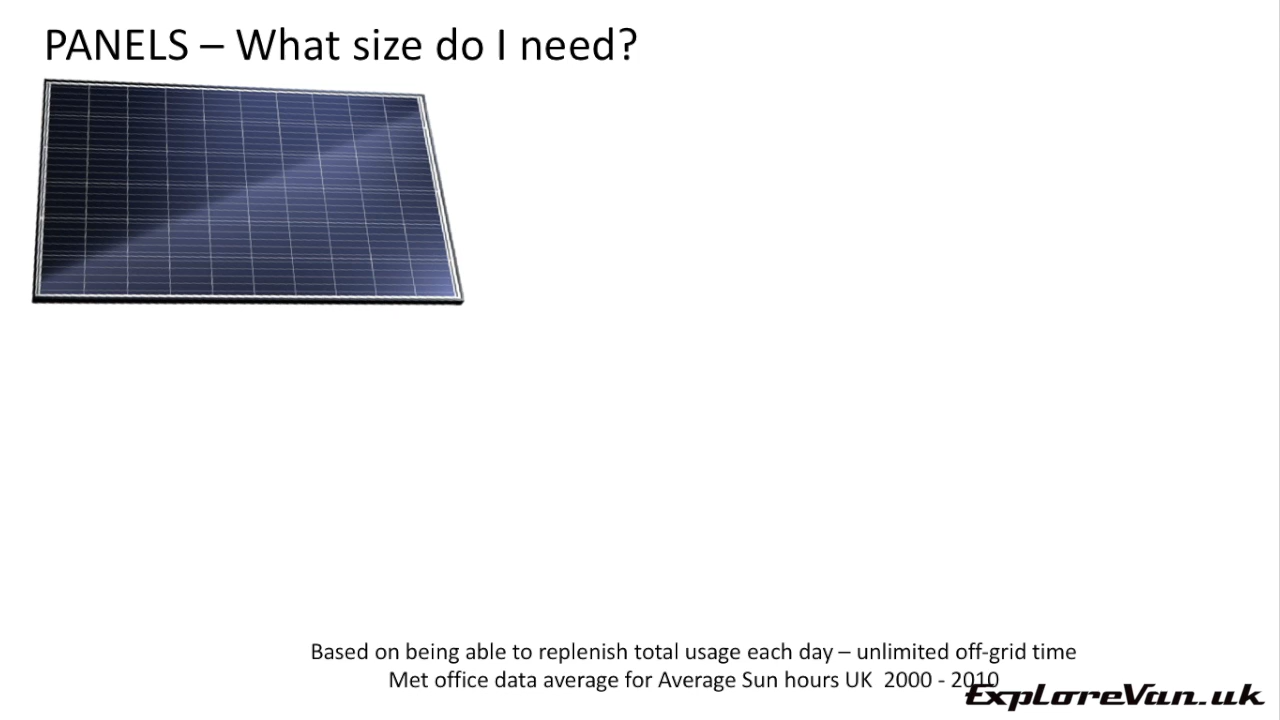 PANELS – What size do I need?
Based on being able to replenish total usage each day – unlimited off-grid time
Met office data average for Average Sun hours UK 2000 - 2010
ExploreVan.uk